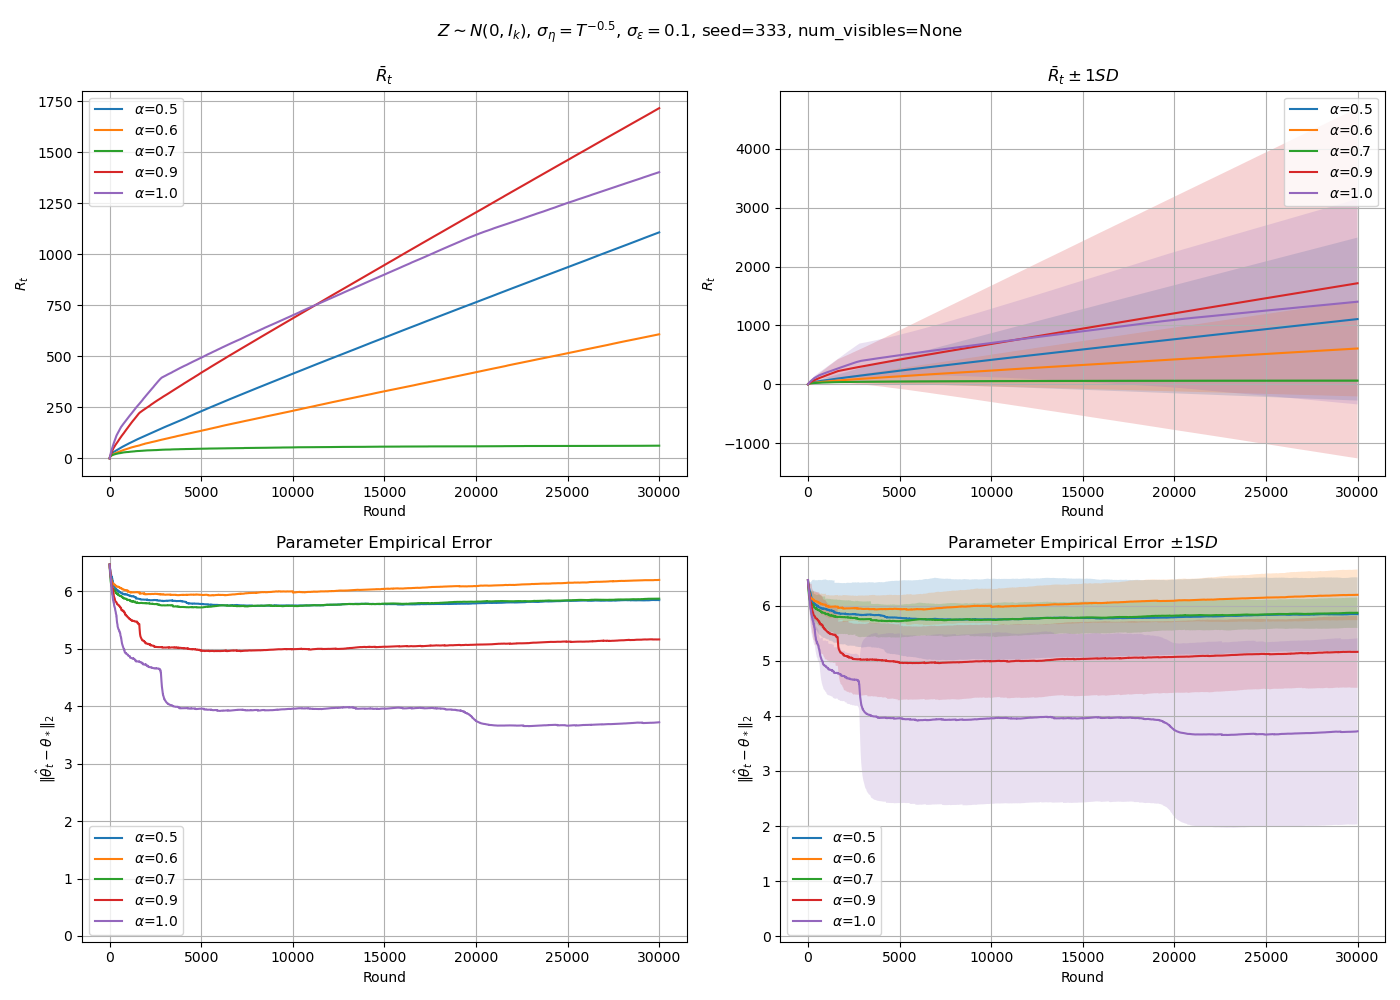 Z ~ N(0, I_k), σ_η = T^{−0.5}, σ_ε = 0.1, seed=333, num_visibles=None
R̄_t
R_t
1750
1500
1250
1000
750
500
250
0
α=0.5
α=0.6
α=0.7
α=0.9
α=1.0
0 5000 10000 15000 20000 25000 30000
Round
R̄_t ± 1SD
R_t
4000
3000
2000
1000
0
−1000
α=0.5
α=0.6
α=0.7
α=0.9
α=1.0
0 5000 10000 15000 20000 25000 30000
Round
Parameter Empirical Error
‖θ̂_t − θ_*‖_2
6
5
4
3
2
1
0
α=0.5
α=0.6
α=0.7
α=0.9
α=1.0
0 5000 10000 15000 20000 25000 30000
Round
Parameter Empirical Error ±1SD
‖θ̂_t − θ_*‖_2
6
5
4
3
2
1
0
α=0.5
α=0.6
α=0.7
α=0.9
α=1.0
0 5000 10000 15000 20000 25000 30000
Round